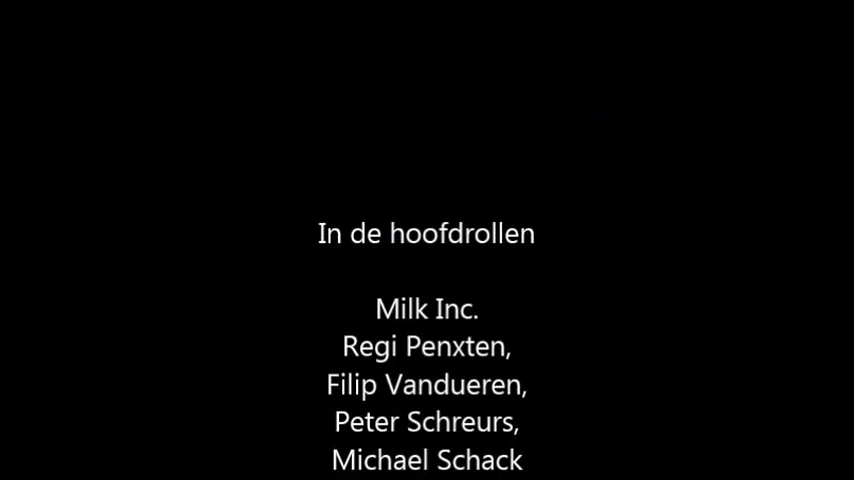 In de hoofdrollen
Milk Inc.
Regi Penxten,
Filip Vandueren,
Peter Schreurs,
Michael Schack